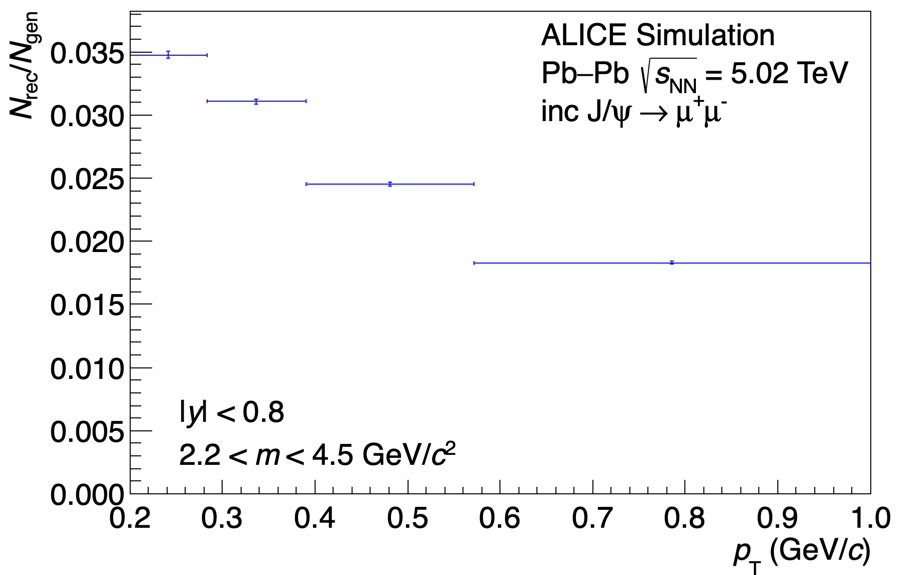 N_rec/N_gen
ALICE Simulation
Pb–Pb √s_NN = 5.02 TeV
inc J/ψ → μ⁺μ⁻
0.035
0.030
0.025
0.020
0.015
0.010
0.005
0.000
|y| < 0.8
2.2 < m < 4.5 GeV/c²
0.2 0.3 0.4 0.5 0.6 0.7 0.8 0.9 1.0
p_T (GeV/c)